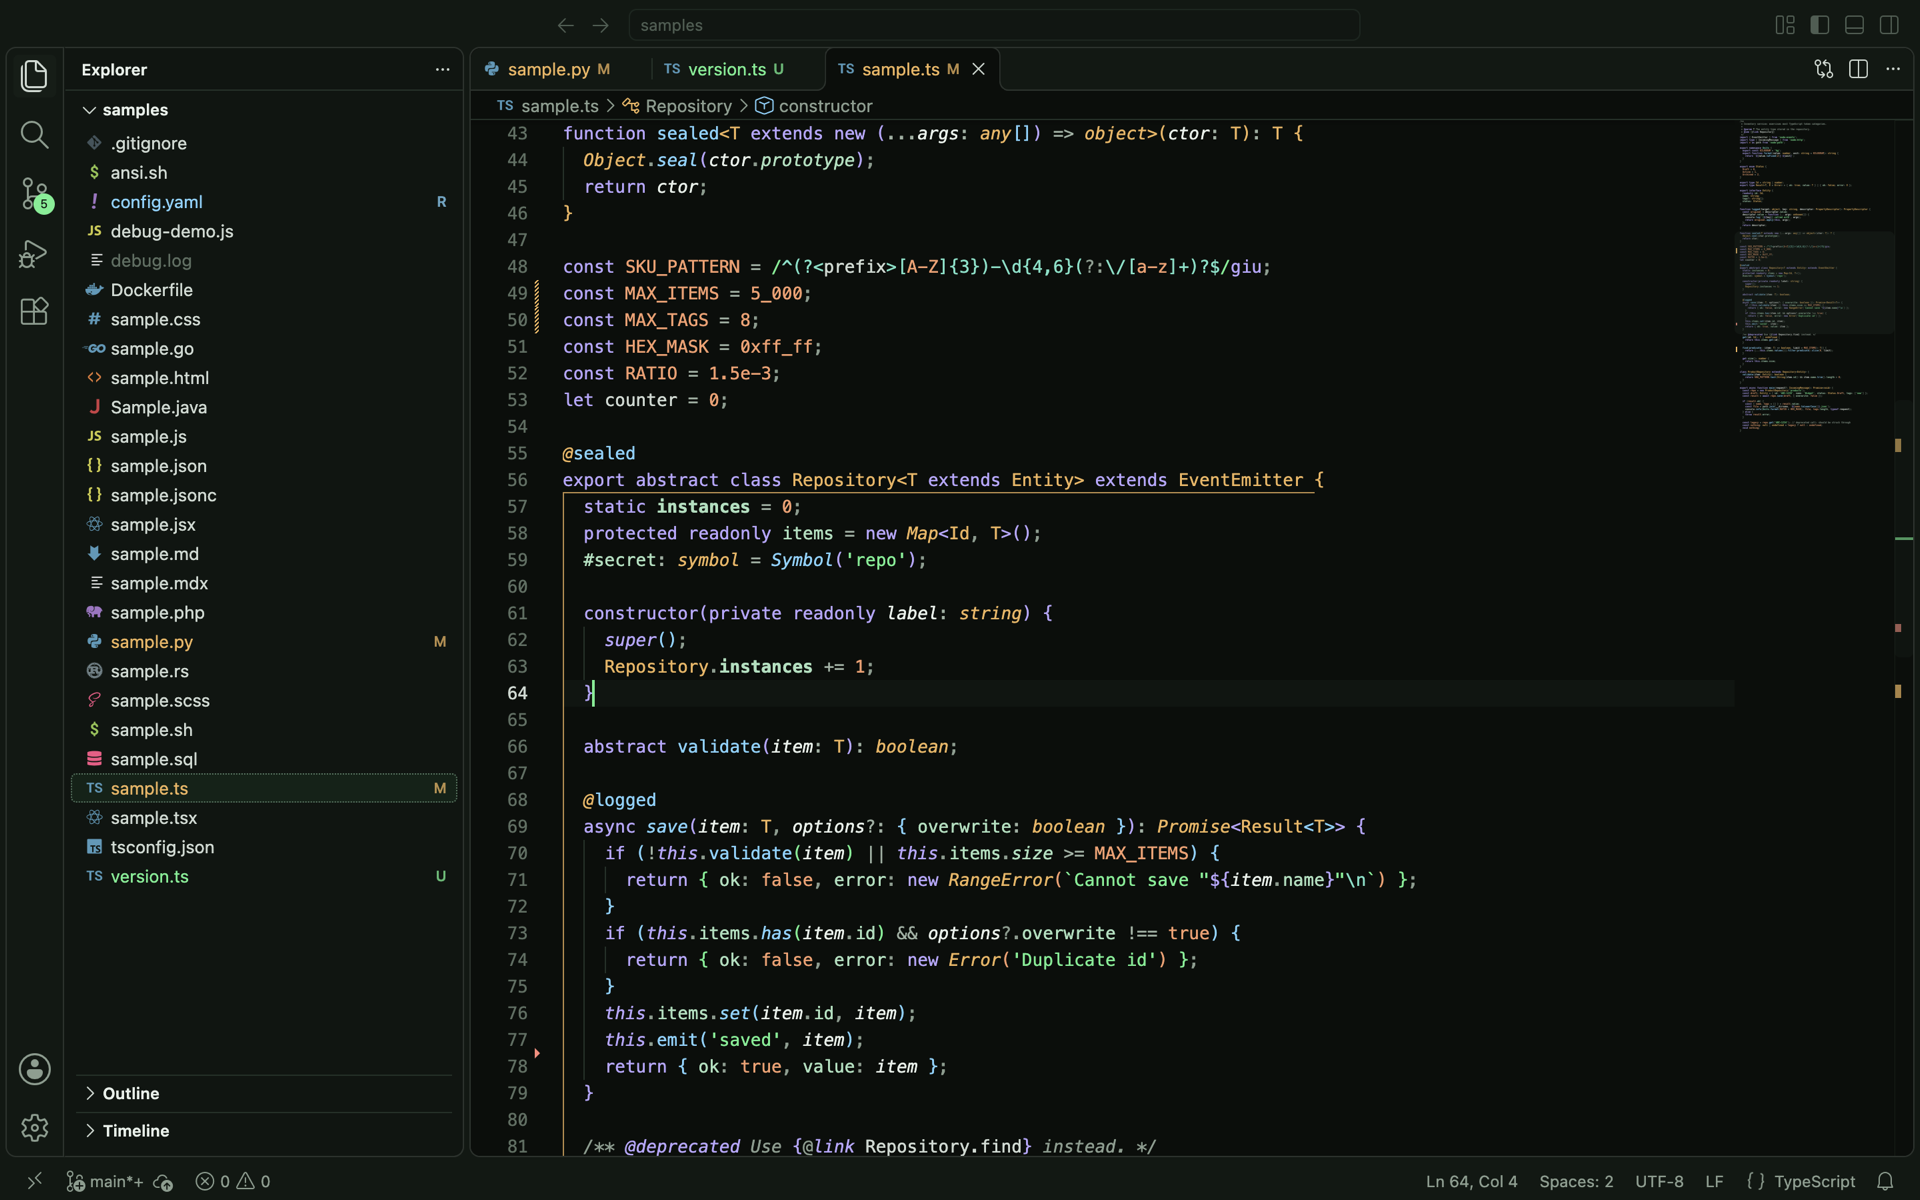 samples
Explorer
samples
.gitignore
$ ansi.sh
! config.yaml R
JS debug-demo.js
debug.log
Dockerfile
# sample.css
GO sample.go
<> sample.html
J Sample.java
JS sample.js
{} sample.json
{} sample.jsonc
sample.jsx
sample.md
sample.mdx
sample.php
sample.py M
sample.rs
sample.scss
$ sample.sh
sample.sql
TS sample.ts M
sample.tsx
TS tsconfig.json
TS version.ts U
Outline
Timeline
5
sample.py M
TS version.ts U
TS sample.ts M
TS sample.ts > Repository > constructor
43 function sealed<T extends new (...args: any[]) => object>(ctor: T): T {
44 Object.seal(ctor.prototype);
45 return ctor;
46 }
47
48 const SKU_PATTERN = /^(?<prefix>[A-Z]{3})-\d{4,6}(?:\/[a-z]+)?$/giu;
49 const MAX_ITEMS = 5_000;
50 const MAX_TAGS = 8;
51 const HEX_MASK = 0xff_ff;
52 const RATIO = 1.5e-3;
53 let counter = 0;
54
55 @sealed
56 export abstract class Repository<T extends Entity> extends EventEmitter {
57 static instances = 0;
58 protected readonly items = new Map<Id, T>();
59 #secret: symbol = Symbol('repo');
60
61 constructor(private readonly label: string) {
62 super();
63 Repository.instances += 1;
64 }
65
66 abstract validate(item: T): boolean;
67
68 @logged
69 async save(item: T, options?: { overwrite: boolean }): Promise<Result<T>> {
70 if (!this.validate(item) || this.items.size >= MAX_ITEMS) {
71 return { ok: false, error: new RangeError(`Cannot save "${item.name}"\n`) };
72 }
73 if (this.items.has(item.id) && options?.overwrite !== true) {
74 return { ok: false, error: new Error('Duplicate id') };
75 }
76 this.items.set(item.id, item);
77 this.emit('saved', item);
78 return { ok: true, value: item };
79 }
80
81 /** @deprecated Use {@link Repository.find} instead. */
main*+ 0 0
Ln 64, Col 4 Spaces: 2 UTF-8 LF {} TypeScript